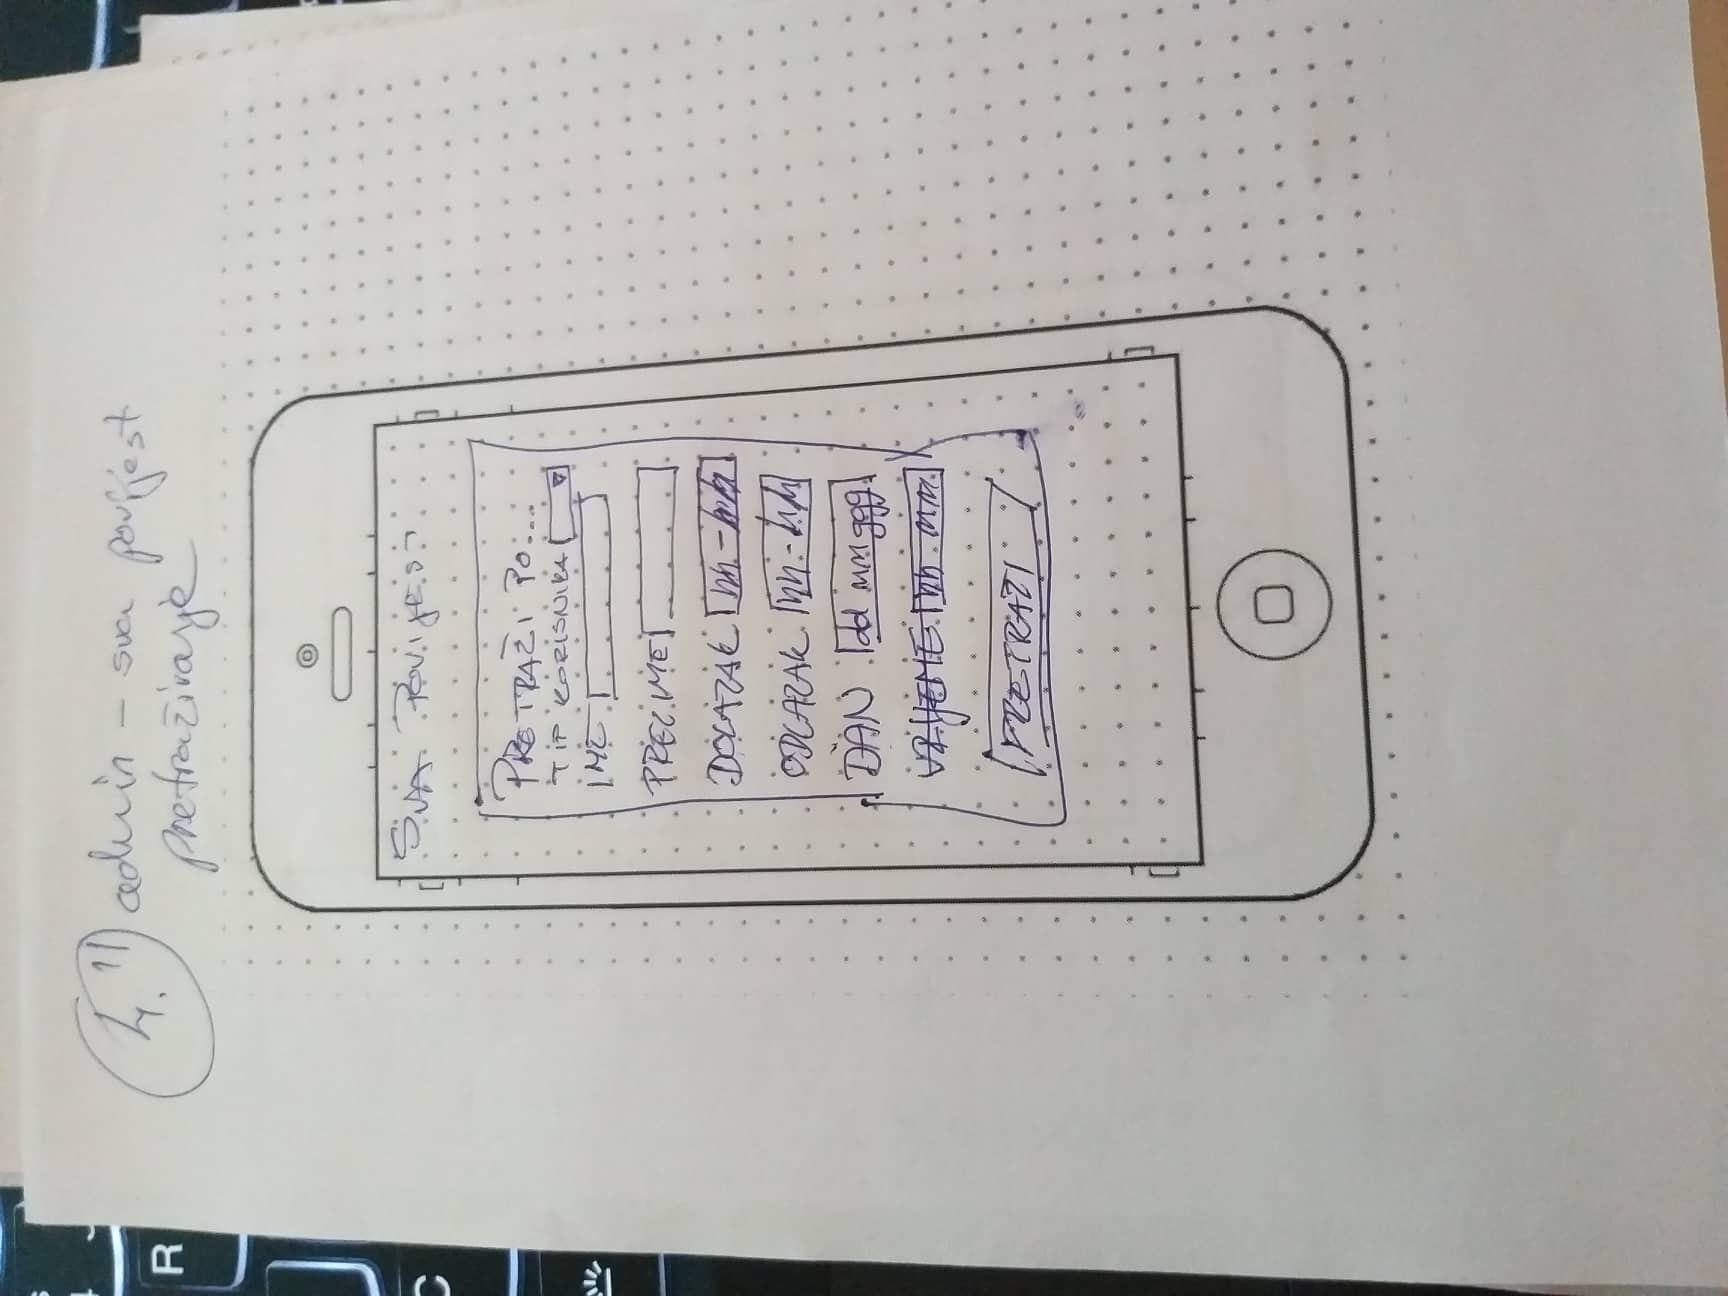 4.1) admin - sva povijest
pretraživanje
SVA POVIJEST
PRETRAŽI PO....
TIP KORISNIKA
IME
PREZIME
DOLAZAK hh-hh
ODLAZAK hh-hh
DAN dd mm gggg
VRIJEME hh mm
PRETRAŽI
R
C